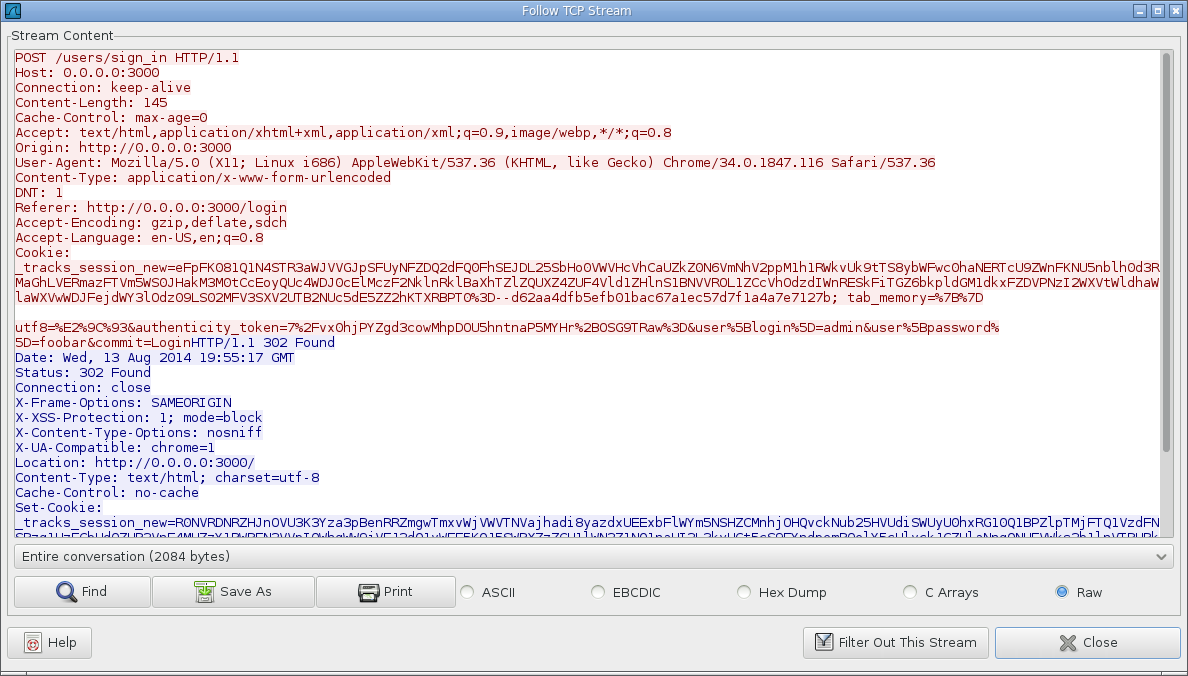 Follow TCP Stream
Stream Content
POST /users/sign_in HTTP/1.1
Host: 0.0.0.0:3000
Connection: keep-alive
Content-Length: 145
Cache-Control: max-age=0
Accept: text/html,application/xhtml+xml,application/xml;q=0.9,image/webp,*/*;q=0.8
Origin: http://0.0.0.0:3000
User-Agent: Mozilla/5.0 (X11; Linux i686) AppleWebKit/537.36 (KHTML, like Gecko) Chrome/34.0.1847.116 Safari/537.36
Content-Type: application/x-www-form-urlencoded
DNT: 1
Referer: http://0.0.0.0:3000/login
Accept-Encoding: gzip,deflate,sdch
Accept-Language: en-US,en;q=0.8
Cookie:
_tracks_session_new=
tab_memory=%7B%7D
utf8=%E2%9C%93&authenticity_token=7%2Fvx0hjPYZgd3cowMhpDOU5hntnaP5MYHr%2BOSG9TRaw%3D&user%5Blogin%5D=admin&user%5Bpassword%
5D=foobar&commit=LoginHTTP/1.1 302 Found
Date: Wed, 13 Aug 2014 19:55:17 GMT
Status: 302 Found
Connection: close
X-Frame-Options: SAMEORIGIN
X-XSS-Protection: 1; mode=block
X-Content-Type-Options: nosniff
X-UA-Compatible: chrome=1
Location: http://0.0.0.0:3000/
Content-Type: text/html; charset=utf-8
Cache-Control: no-cache
Set-Cookie:
_tracks_session_new=
Entire conversation (2084 bytes)
Find Save As Print ASCII EBCDIC Hex Dump C Arrays Raw
Help Filter Out This Stream Close